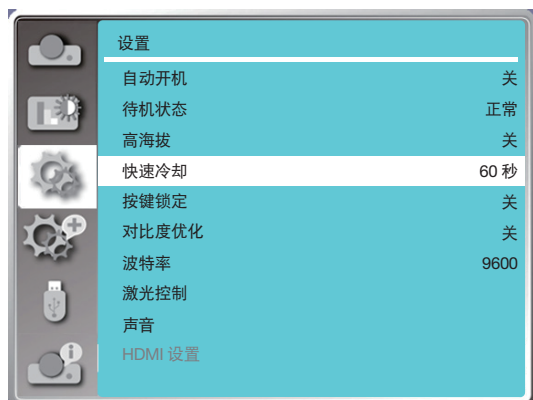 设置
自动开机 关
待机状态 正常
高海拔 关
快速冷却 60 秒
按键锁定 关
对比度优化 关
波特率 9600
激光控制
声音
HDMI 设置